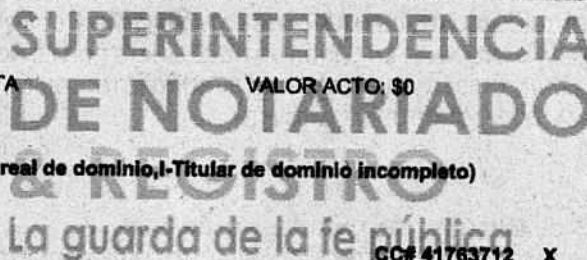 SUPERINTENDENCIA
TA VALOR ACTO: $0
DE NOTARIADO
real de dominio,I-Titular de dominio incompleto)
& REGISTRO
La guarda de la fe pública
CC# 41763712 X